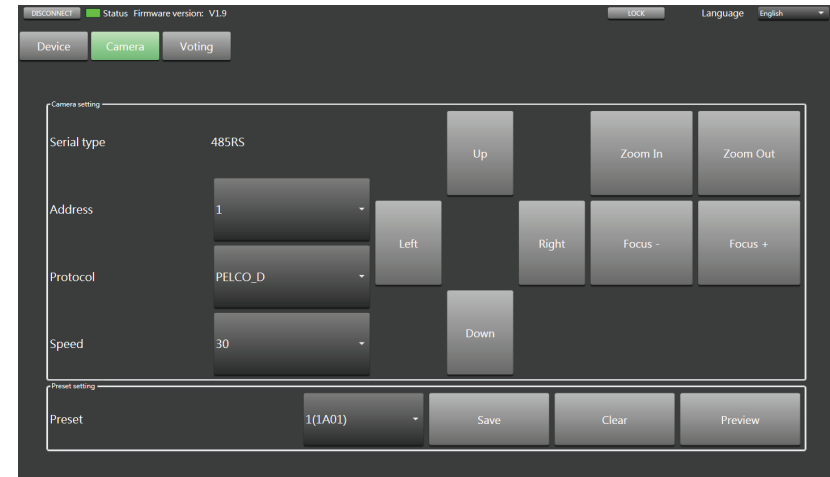 DISCONNECT Status Firmware version: V1.9 LOCK Language English
Device Camera Voting
Camera setting
Serial type 485RS Up Zoom In Zoom Out
Address 1
Left Right Focus - Focus +
Protocol PELCO_D
Speed 30 Down
Preset setting
Preset 1(1A01) Save Clear Preview